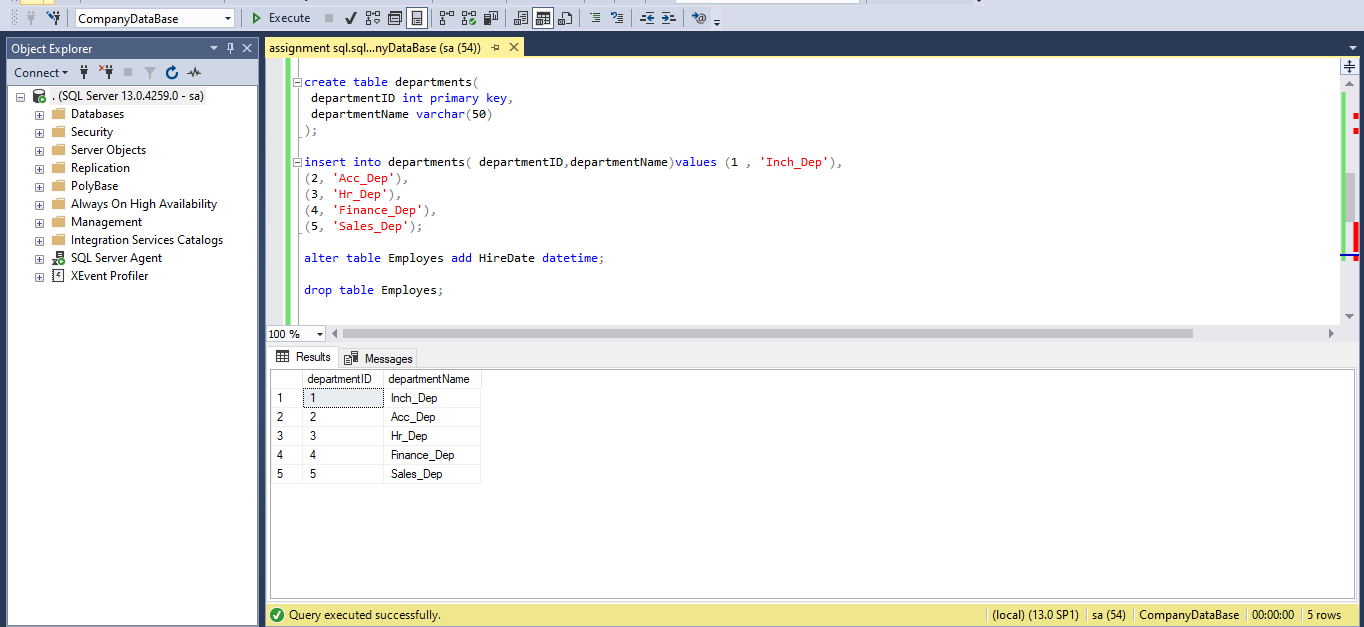 CompanyDataBase Execute
Object Explorer
Connect
. (SQL Server 13.0.4259.0 - sa)
Databases
Security
Server Objects
Replication
PolyBase
Always On High Availability
Management
Integration Services Catalogs
SQL Server Agent
XEvent Profiler
assignment sql.sql...nyDataBase (sa (54))
create table departments(
departmentID int primary key,
departmentName varchar(50)
);
insert into departments( departmentID,departmentName)values (1 , 'Inch_Dep'),
(2, 'Acc_Dep'),
(3, 'Hr_Dep'),
(4, 'Finance_Dep'),
(5, 'Sales_Dep');
alter table Employes add HireDate datetime;
drop table Employes;
100 %
Results Messages
departmentID departmentName
1 1 Inch_Dep
2 2 Acc_Dep
3 3 Hr_Dep
4 4 Finance_Dep
5 5 Sales_Dep
Query executed successfully. (local) (13.0 SP1) sa (54) CompanyDataBase 00:00:00 5 rows